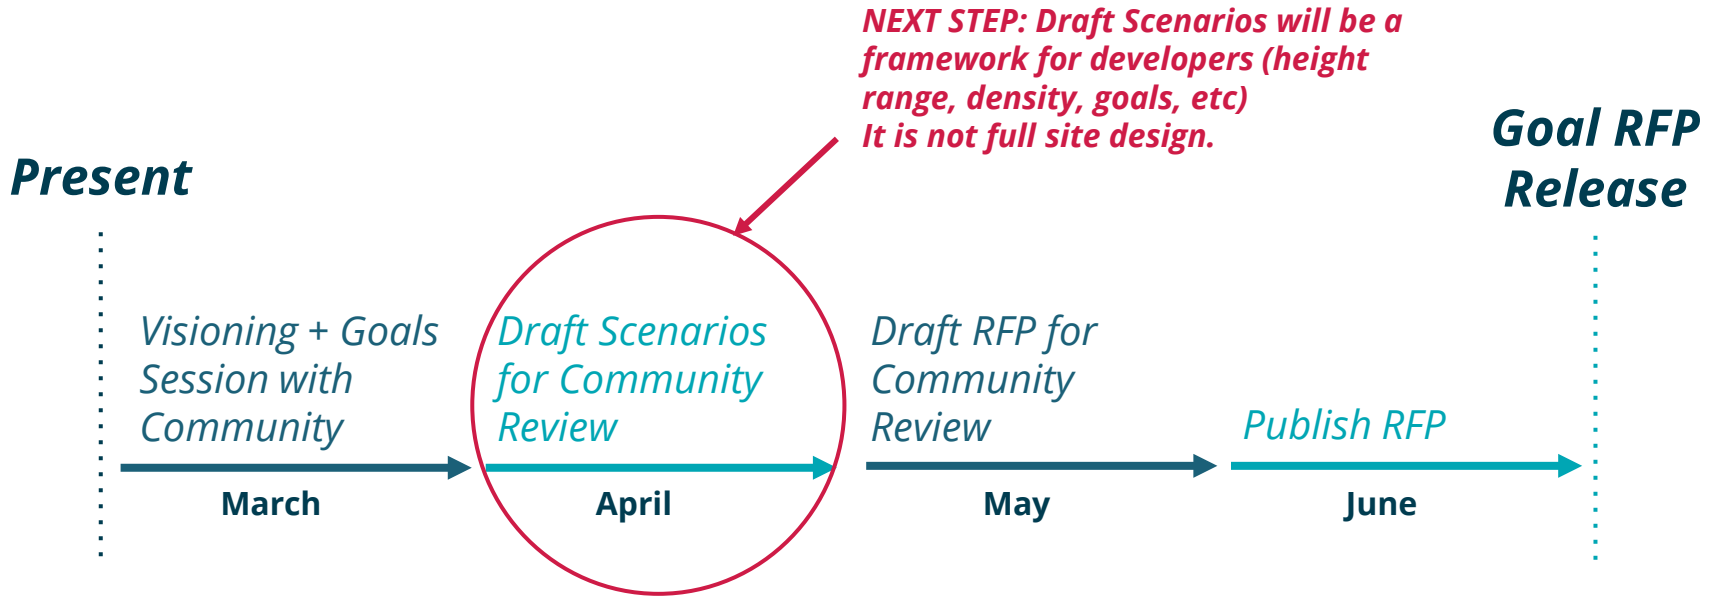 NEXT STEP: Draft Scenarios will be a
framework for developers (height
range, density, goals, etc)
It is not full site design.
Goal RFP
Release
Present
Visioning + Goals
Session with
Community
Draft Scenarios
for Community
Review
Draft RFP for
Community
Review
Publish RFP
March
April
May
June